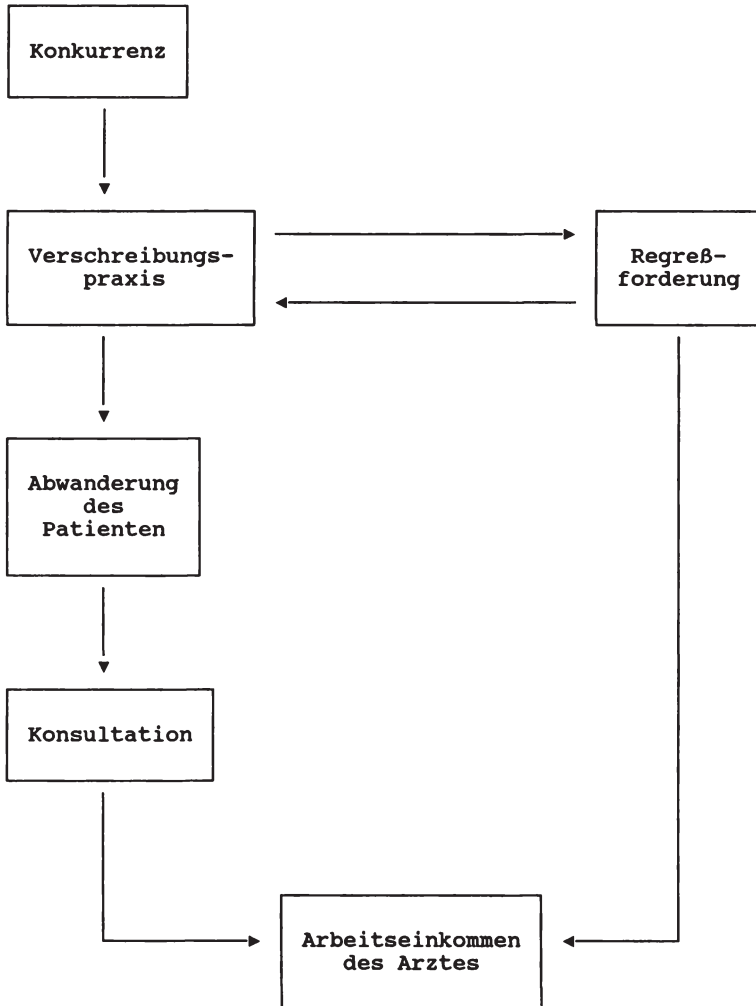 Konkurrenz
Verschreibungs-
praxis
Regreß-
forderung
Abwanderung
des
Patienten
Konsultation
Arbeitseinkommen
des Arztes